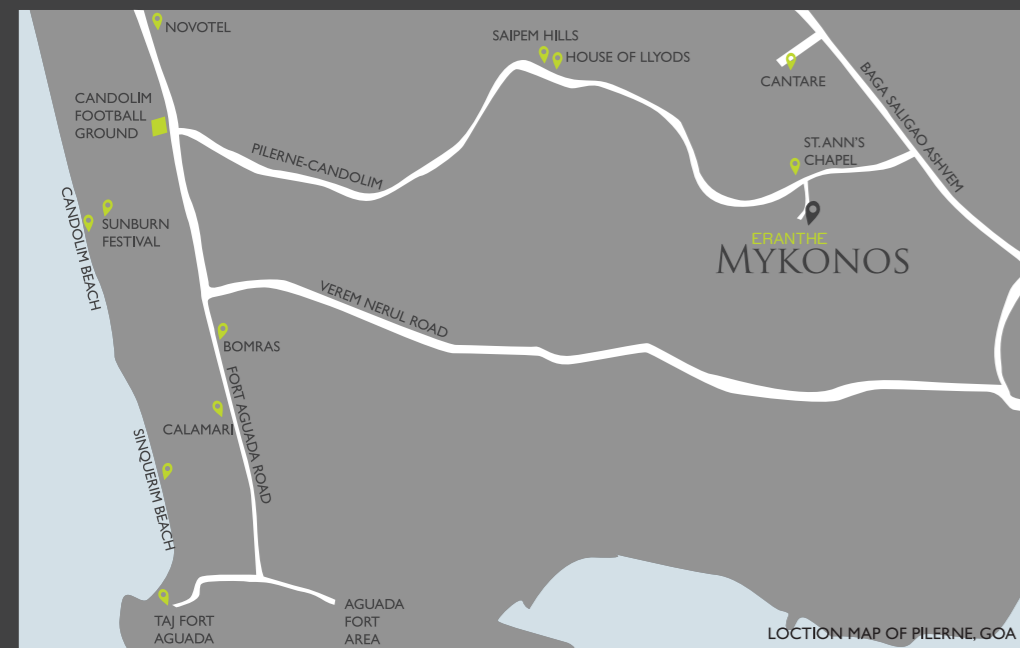 NOVOTEL
SAIPEM HILLS
HOUSE OF LLYODS
CANTARE
BAGA SALIGAO ASHVEM
CANDOLIM
FOOTBALL
GROUND
PILERNE-CANDOLIM
ST.ANN'S
CHAPEL
CANDOLIM BEACH
SUNBURN
FESTIVAL
ERANTHE
MYKONOS
VEREM NERUL ROAD
BOMRAS
FORT AGUADA ROAD
CALAMARI
SINQUERIM BEACH
TAJ FORT
AGUADA
AGUADA
FORT
AREA
LOCTION MAP OF PILERNE, GOA